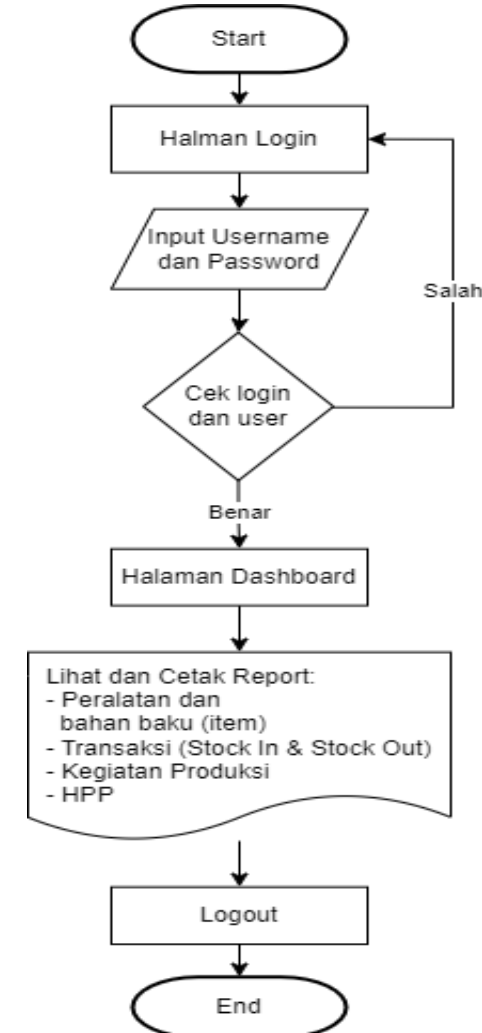 Start
Halman Login
Input Username
dan Password
Salah
Cek login
dan user
Benar
Halaman Dashboard
Lihat dan Cetak Report:
- Peralatan dan
bahan baku (item)
- Transaksi (Stock In & Stock Out)
- Kegiatan Produksi
- HPP
Logout
End